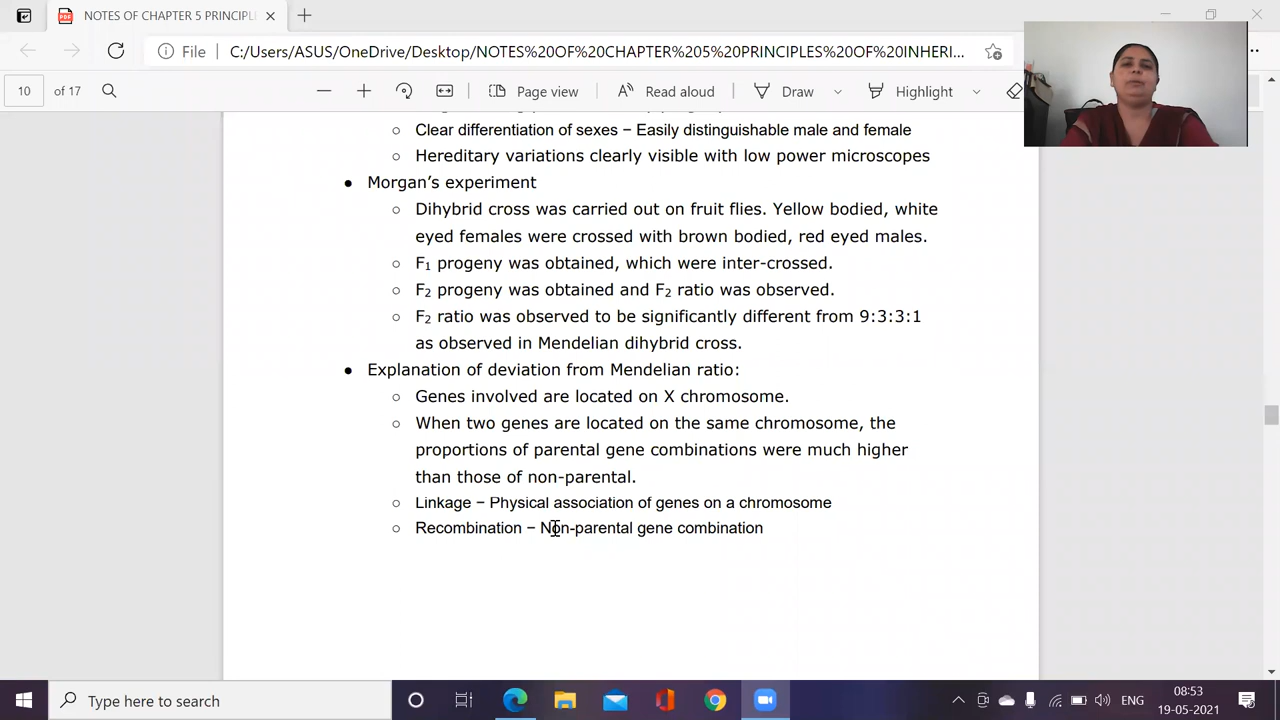 NOTES OF CHAPTER 5 PRINCIPL
File
C:/Users/ASUS/OneDrive/Desktop/NOTES%20OF%20CHAPTER%205%20PRINCIPLES%20OF%20INHERI...
10 of 17
Page view
Read aloud
Draw
Highlight
Clear differentiation of sexes − Easily distinguishable male and female
Hereditary variations clearly visible with low power microscopes
Morgan's experiment
Dihybrid cross was carried out on fruit flies. Yellow bodied, white
eyed females were crossed with brown bodied, red eyed males.
F₁ progeny was obtained, which were inter-crossed.
F₂ progeny was obtained and F₂ ratio was observed.
F₂ ratio was observed to be significantly different from 9:3:3:1
as observed in Mendelian dihybrid cross.
Explanation of deviation from Mendelian ratio:
Genes involved are located on X chromosome.
When two genes are located on the same chromosome, the
proportions of parental gene combinations were much higher
than those of non-parental.
Linkage − Physical association of genes on a chromosome
Recombination − Non-parental gene combination
Type here to search
ENG
08:53
19-05-2021